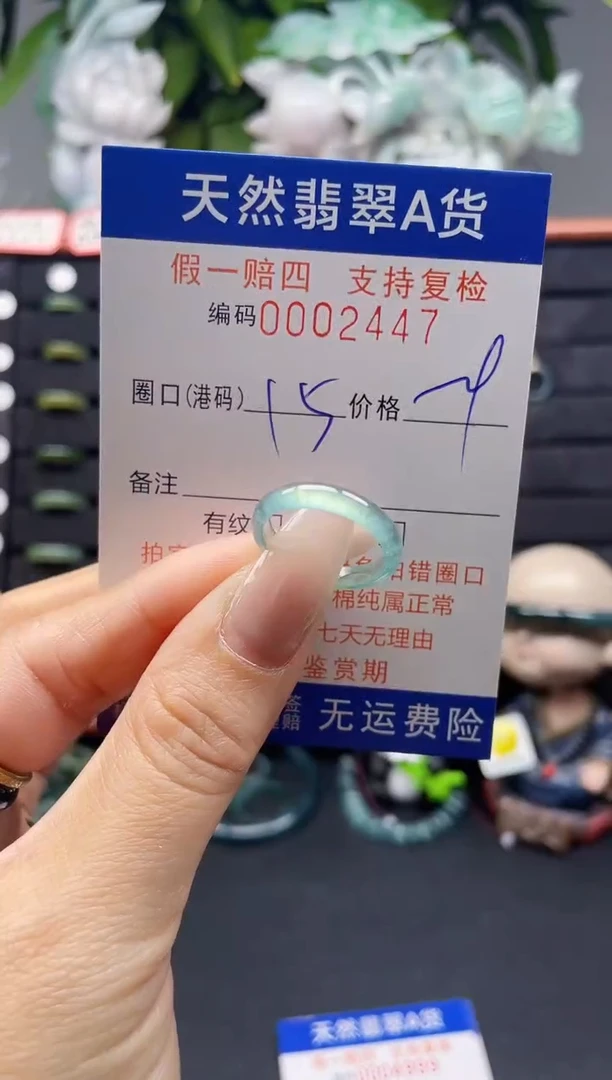 天然翡翠A货
假一赔四 支持复检
编码0002447
圈口(港码) 15 价格
备注
有纹
拍 错圈口
棉纯属正常
七天无理由
鉴赏期
签 赔 无运费险
天然翡翠A货